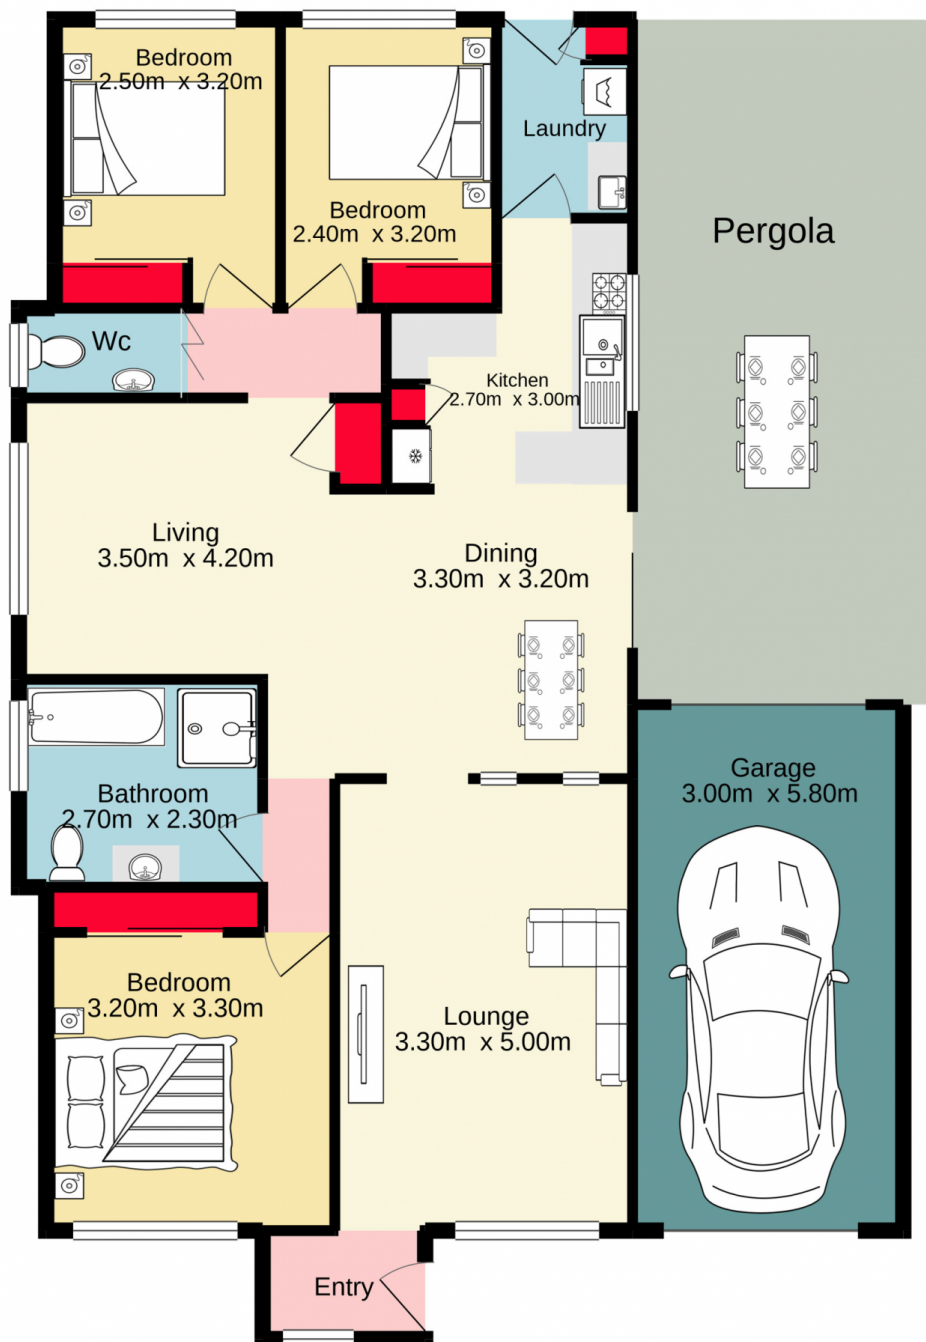 Bedroom
2.50m x 3.20m
Bedroom
2.40m x 3.20m
Laundry
Pergola
Wc
Kitchen
2.70m x 3.00m
Living
3.50m x 4.20m
Dining
3.30m x 3.20m
Bathroom
2.70m x 2.30m
Garage
3.00m x 5.80m
Bedroom
3.20m x 3.30m
Lounge
3.30m x 5.00m
Entry